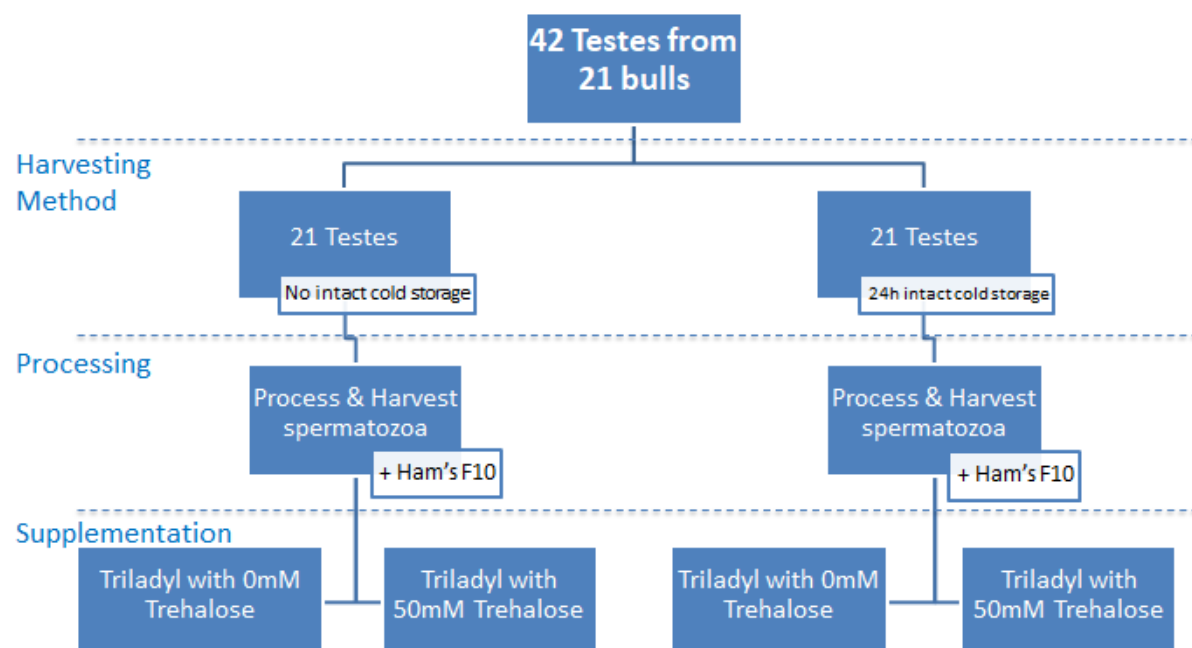 42 Testes from
21 bulls
Harvesting
Method
21 Testes
No intact cold storage
21 Testes
24h intact cold storage
Processing
Process & Harvest
spermatozoa
+ Ham's F10
Process & Harvest
spermatozoa
+ Ham's F10
Supplementation
Triladyl with 0mM
Trehalose
Triladyl with
50mM Trehalose
Triladyl with 0mM
Trehalose
Triladyl with
50mM Trehalose